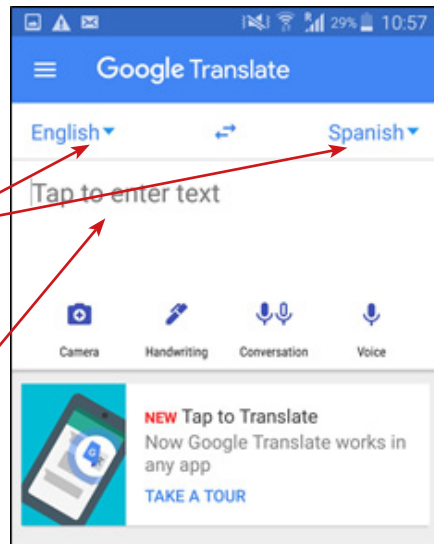 29% 10:57
Google Translate
English Spanish
Tap to enter text
Camera Handwriting Conversation Voice
NEW Tap to Translate
Now Google Translate works in
any app
TAKE A TOUR